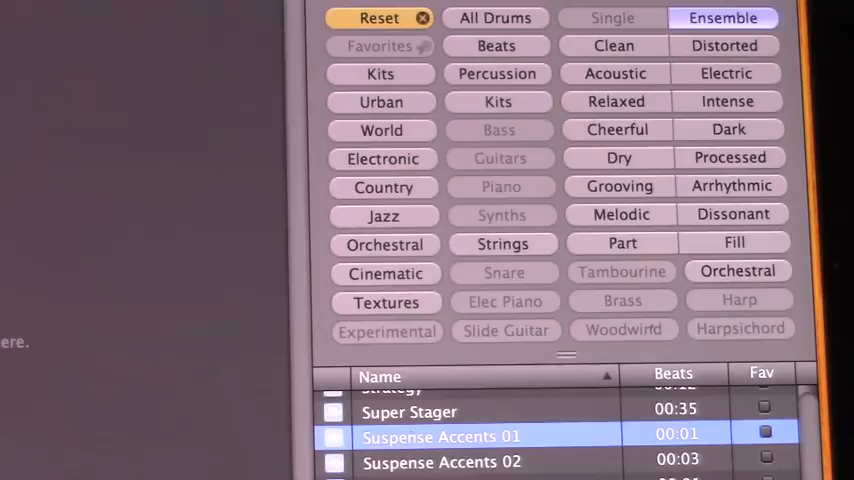 Reset All Drums Single Ensemble
Favorites Beats Clean Distorted
Kits Percussion Acoustic Electric
Urban Kits Relaxed Intense
World Bass Cheerful Dark
Electronic Guitars Dry Processed
Country Piano Grooving Arrhythmic
Jazz Synths Melodic Dissonant
Orchestral Strings Part Fill
Cinematic Snare Tambourine Orchestral
Textures Elec Piano Brass Harp
ere.
Experimental Slide Guitar Woodwind Harpsichord
Name Beats Fav
Strategy 00:12
Super Stager 00:35
Suspense Accents 01 00:01
Suspense Accents 02 00:03